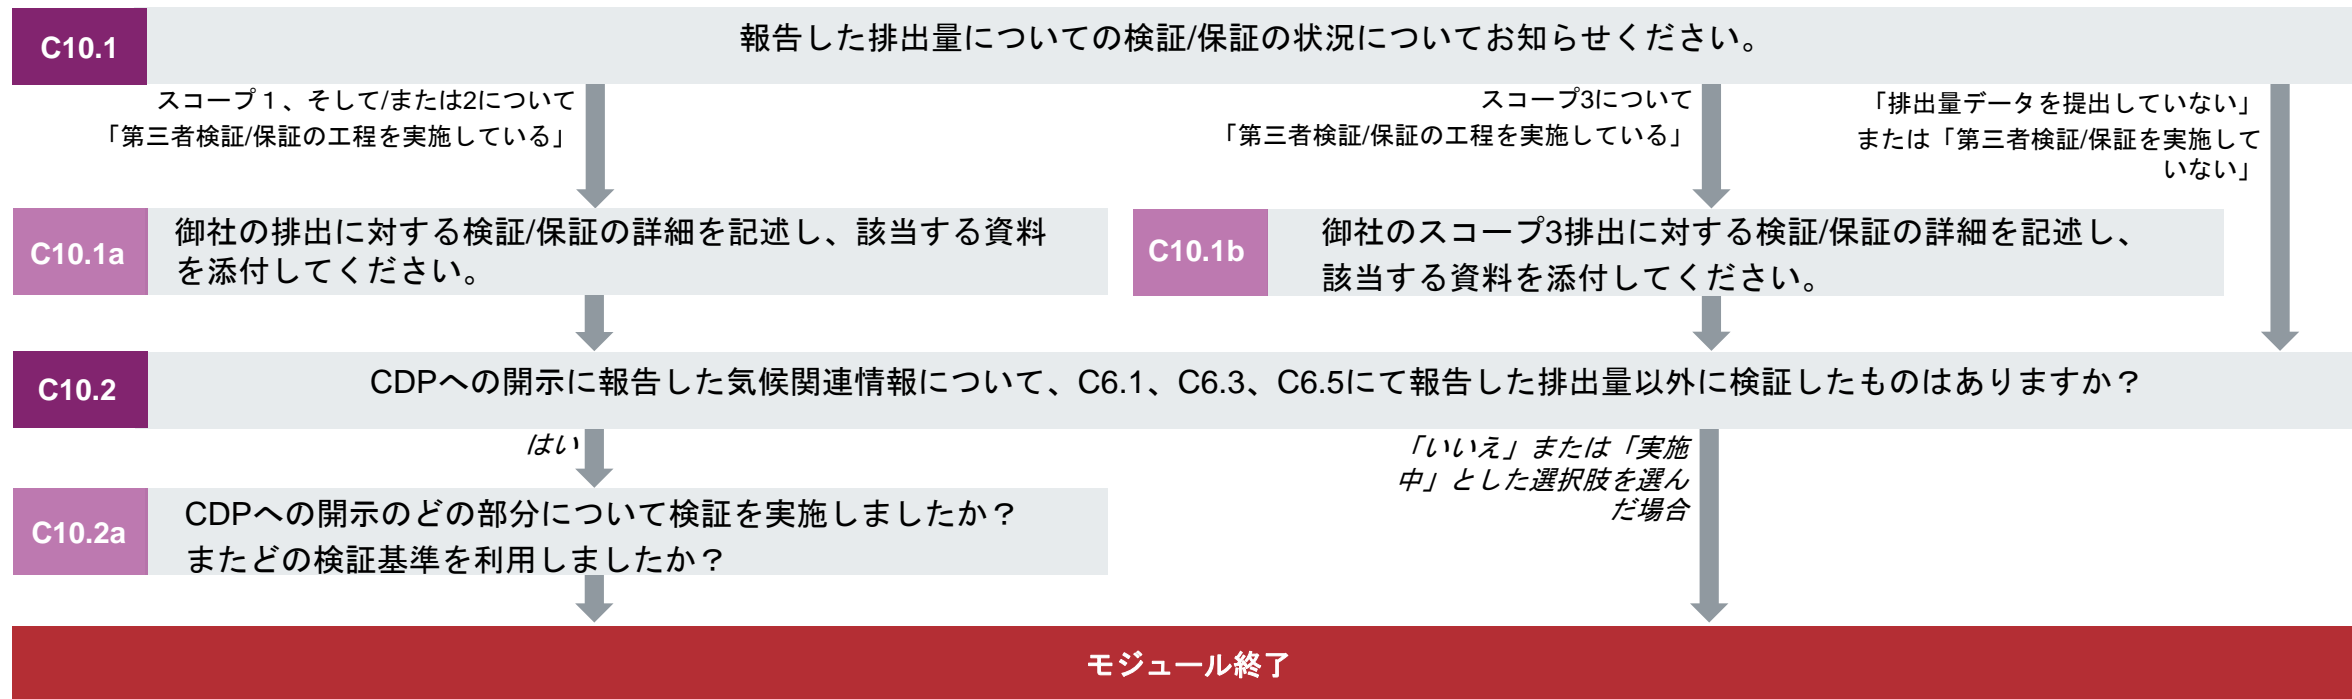 C10.1
報告した排出量についての検証/保証の状況についてお知らせください。
スコープ１、そして/または2について
「第三者検証/保証の工程を実施している」
スコープ3について
「第三者検証/保証の工程を実施している」
「排出量データを提出していない」
または「第三者検証/保証を実施して
いない」
C10.1a
御社の排出に対する検証/保証の詳細を記述し、該当する資料
を添付してください。
C10.1b
御社のスコープ3排出に対する検証/保証の詳細を記述し、
該当する資料を添付してください。
C10.2
CDPへの開示に報告した気候関連情報について、C6.1、C6.3、C6.5にて報告した排出量以外に検証したものはありますか？
はい
「いいえ」または「実施
中」とした選択肢を選ん
だ場合
C10.2a
CDPへの開示のどの部分について検証を実施しましたか？
またどの検証基準を利用しましたか？
モジュール終了